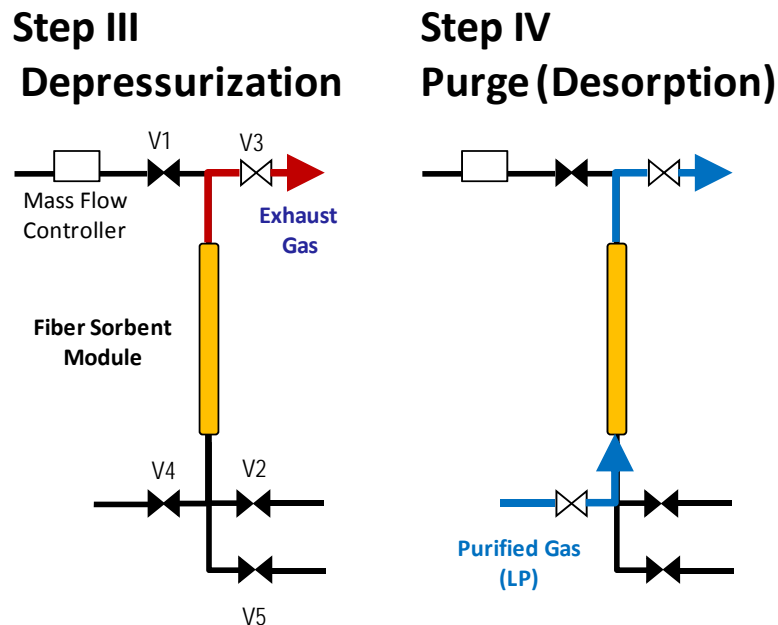 Step III
Depressurization
Step IV
Purge (Desorption)
V1
V3
Mass Flow
Controller
Exhaust
Gas
Fiber Sorbent
Module
V4
V2
V5
Purified Gas
(LP)